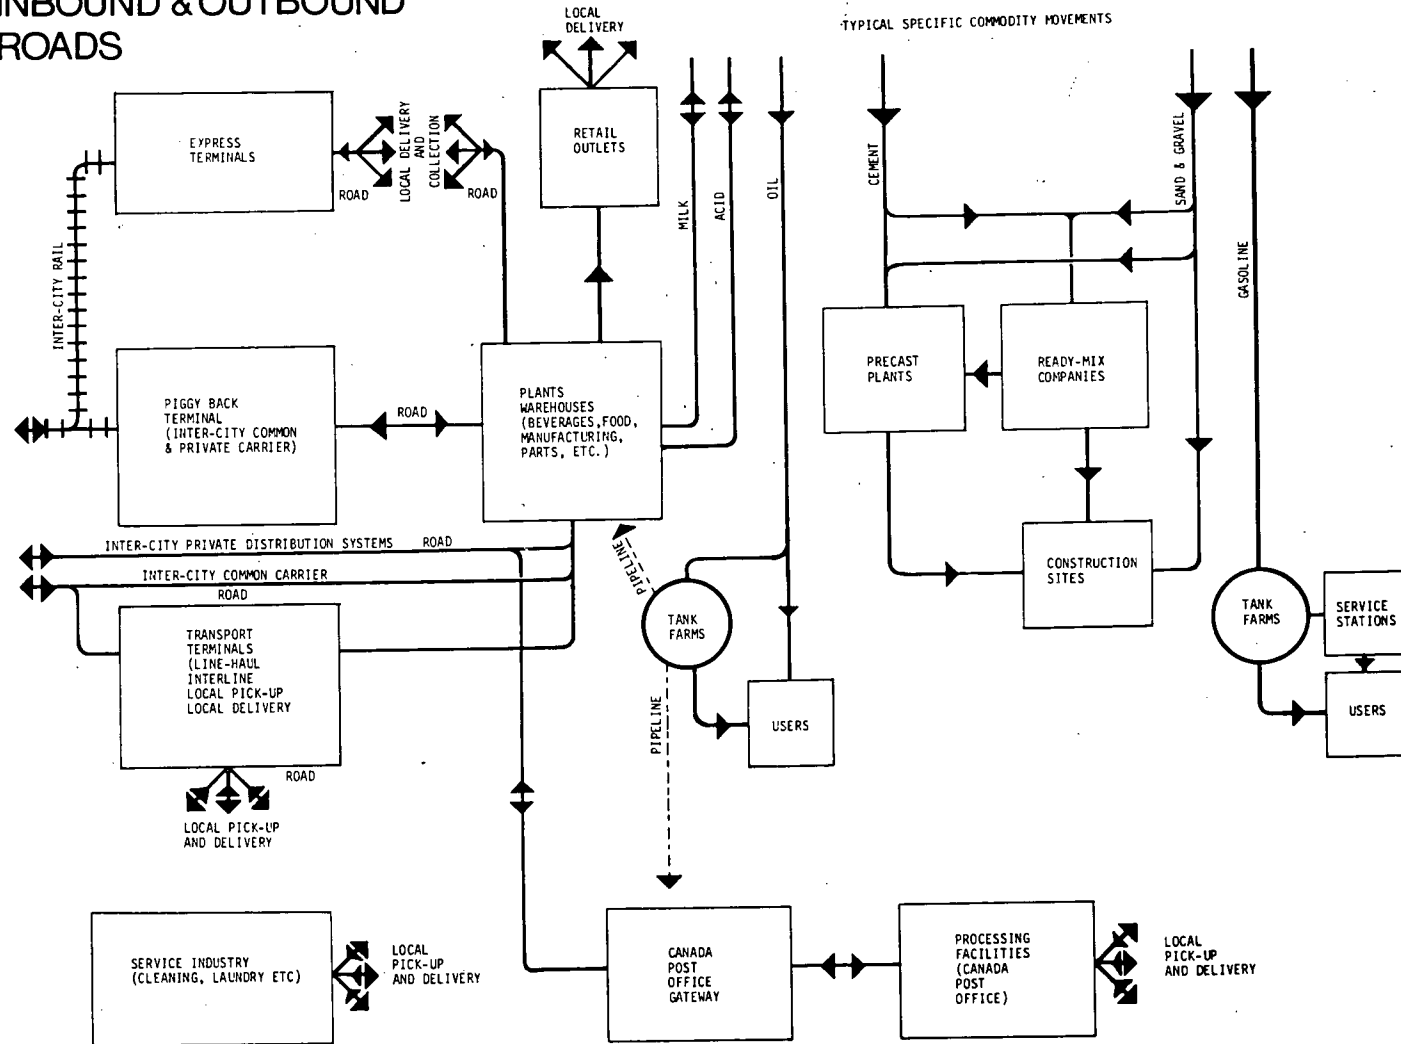 INBOUND & OUTBOUND
ROADS
LOCAL
DELIVERY
TYPICAL SPECIFIC COMMODITY MOVEMENTS
EXPRESS
TERMINALS
ROAD
LOCAL DELIVERY
AND
COLLECTION
ROAD
RETAIL
OUTLETS
MILK
ACID
OIL
CEMENT
SAND & GRAVEL
GASOLINE
INTER-CITY RAIL
PIGGY BACK
TERMINAL
(INTER-CITY COMMON
& PRIVATE CARRIER)
ROAD
PLANTS
WAREHOUSES
(BEVERAGES,FOOD,
MANUFACTURING,
PARTS, ETC.)
PRECAST
PLANTS
READY-MIX
COMPANIES
INTER-CITY PRIVATE DISTRIBUTION SYSTEMS ROAD
INTER-CITY COMMON CARRIER
ROAD
PIPELINE
CONSTRUCTION
SITES
TRANSPORT
TERMINALS
(LINE-HAUL
INTERLINE
LOCAL PICK-UP
LOCAL DELIVERY
TANK
FARMS
TANK
FARMS
SERVICE
STATIONS
PIPELINE
USERS
USERS
ROAD
LOCAL PICK-UP
AND DELIVERY
SERVICE INDUSTRY
(CLEANING, LAUNDRY ETC)
LOCAL
PICK-UP
AND DELIVERY
CANADA
POST
OFFICE
GATEWAY
PROCESSING
FACILITIES
(CANADA
POST
OFFICE)
LOCAL
PICK-UP
AND DELIVERY